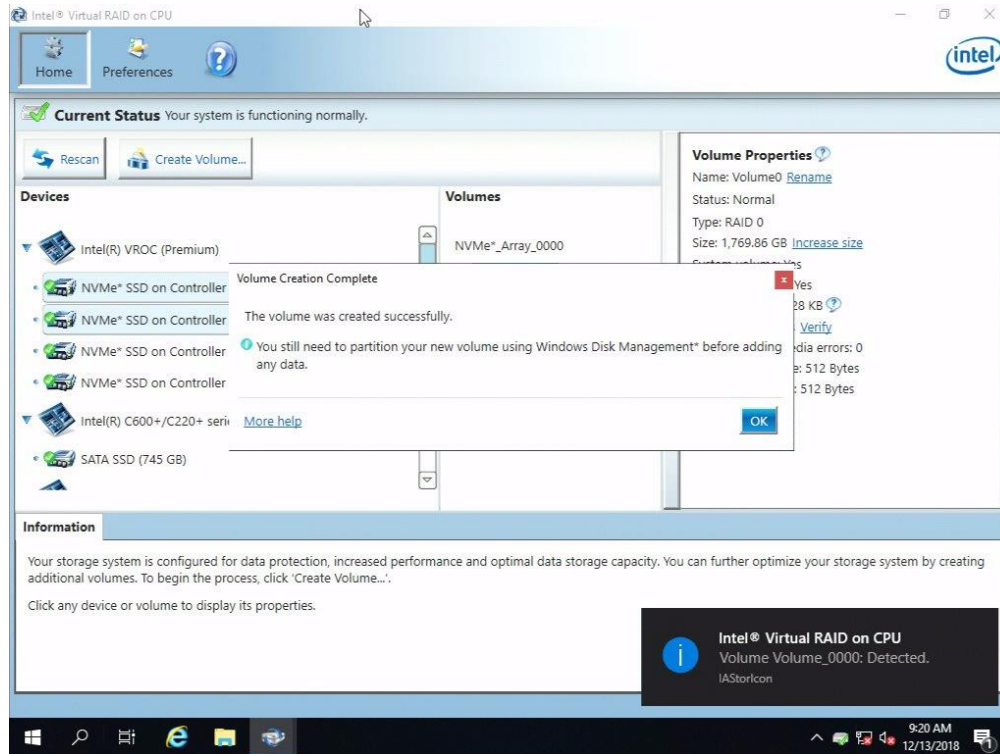 Intel® Virtual RAID on CPU
Home
Preferences
?
intel
Current Status Your system is functioning normally.
Rescan
Create Volume...
Devices
Volumes
Intel(R) VROC (Premium)
NVMe* SSD on Controller
NVMe* SSD on Controller
NVMe* SSD on Controller
NVMe* SSD on Controller
Intel(R) C600+/C220+ seri
SATA SSD (745 GB)
NVMe*_Array_0000
Volume Properties ?
Name: Volume0 Rename
Status: Normal
Type: RAID 0
Size: 1,769.86 GB Increase size
Yes
28 KB ?
Verify
edia errors: 0
e: 512 Bytes
: 512 Bytes
Volume Creation Complete
x
The volume was created successfully.
You still need to partition your new volume using Windows Disk Management* before adding
any data.
More help
OK
Information
Your storage system is configured for data protection, increased performance and optimal data storage capacity. You can further optimize your storage system by creating
additional volumes. To begin the process, click 'Create Volume...'.
Click any device or volume to display its properties.
Intel® Virtual RAID on CPU
Volume Volume_0000: Detected.
IAStorIcon
9:20 AM
12/13/2018
1